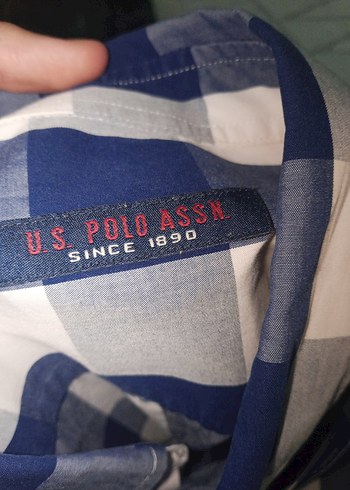 U.S. POLO ASSN.
SINCE 1890